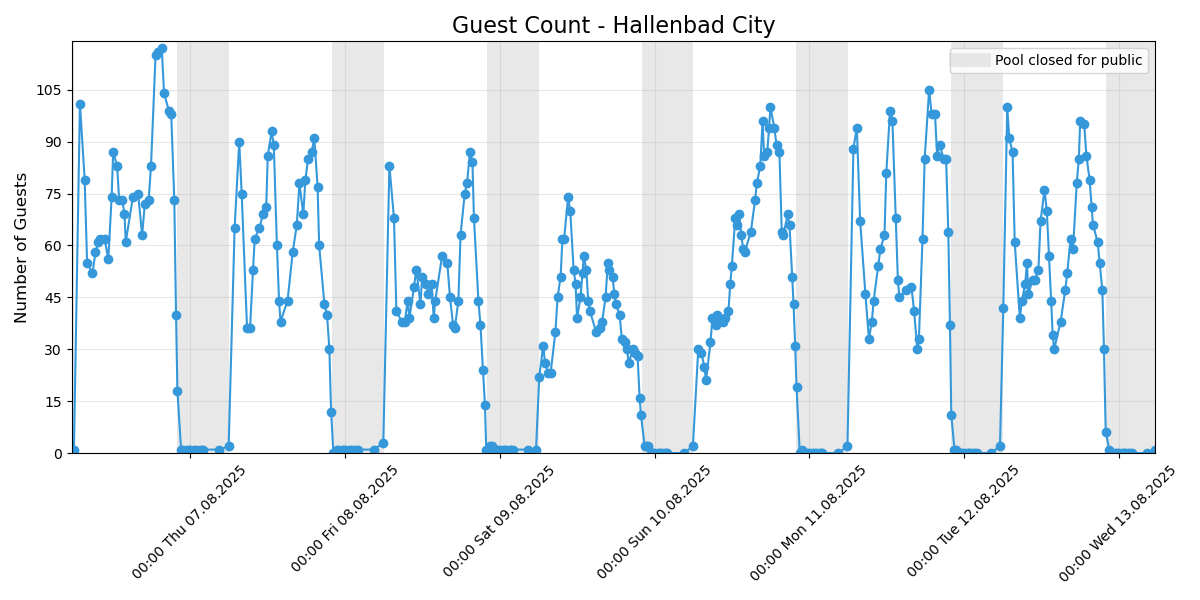 Guest Count - Hallenbad City
Pool closed for public
Number of Guests
105
90
75
60
45
30
15
0
00:00 Thu 07.08.2025
00:00 Fri 08.08.2025
00:00 Sat 09.08.2025
00:00 Sun 10.08.2025
00:00 Mon 11.08.2025
00:00 Tue 12.08.2025
00:00 Wed 13.08.2025